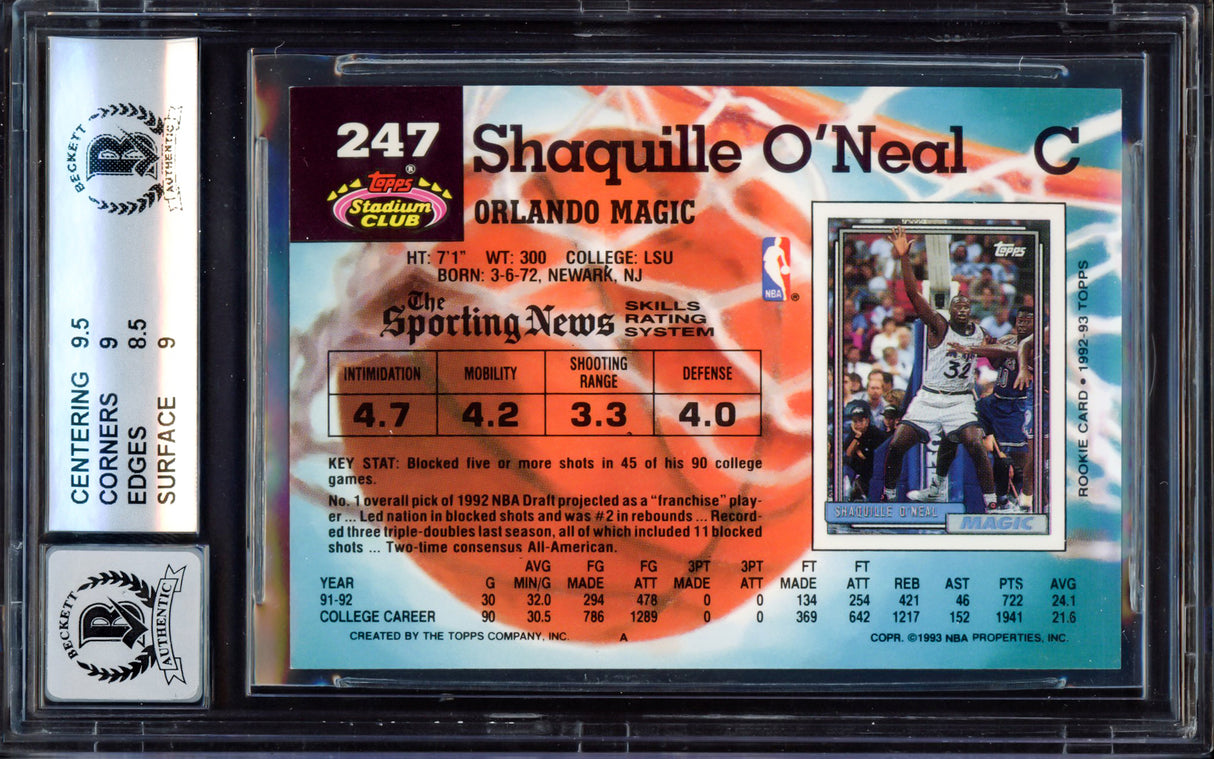 BECKETT
B
AUTHENTIC
CENTERING 9.5
CORNERS 9
EDGES 8.5
SURFACE 9
BECKETT
B
AUTHENTIC
247
Topps®
Stadium
CLUB
Shaquille O'Neal C
ORLANDO MAGIC
HT: 7'1" WT: 300 COLLEGE: LSU
BORN: 3-6-72, NEWARK, NJ
NBA ®
The
Sporting News
SKILLS
RATING
SYSTEM
INTIMIDATION MOBILITY SHOOTING RANGE DEFENSE
4.7 4.2 3.3 4.0
KEY STAT: Blocked five or more shots in 45 of his 90 college
games.
No. 1 overall pick of 1992 NBA Draft projected as a "franchise" play-
er ... Led nation in blocked shots and was #2 in rebounds ... Record-
ed three triple-doubles last season, all of which included 11 blocked
shots ... Two-time consensus All-American.
Topps
32
SHAQUILLE O'NEAL
MAGIC
ROOKIE CARD • 1992-93 TOPPS
AVG FG FG 3PT 3PT FT FT
YEAR G MIN/G MADE ATT MADE ATT MADE ATT REB AST PTS AVG
91-92 30 32.0 294 478 0 0 134 254 421 46 722 24.1
COLLEGE CAREER 90 30.5 786 1289 0 0 369 642 1217 152 1941 21.6
CREATED BY THE TOPPS COMPANY, INC. A COPR. ©1993 NBA PROPERTIES, INC.